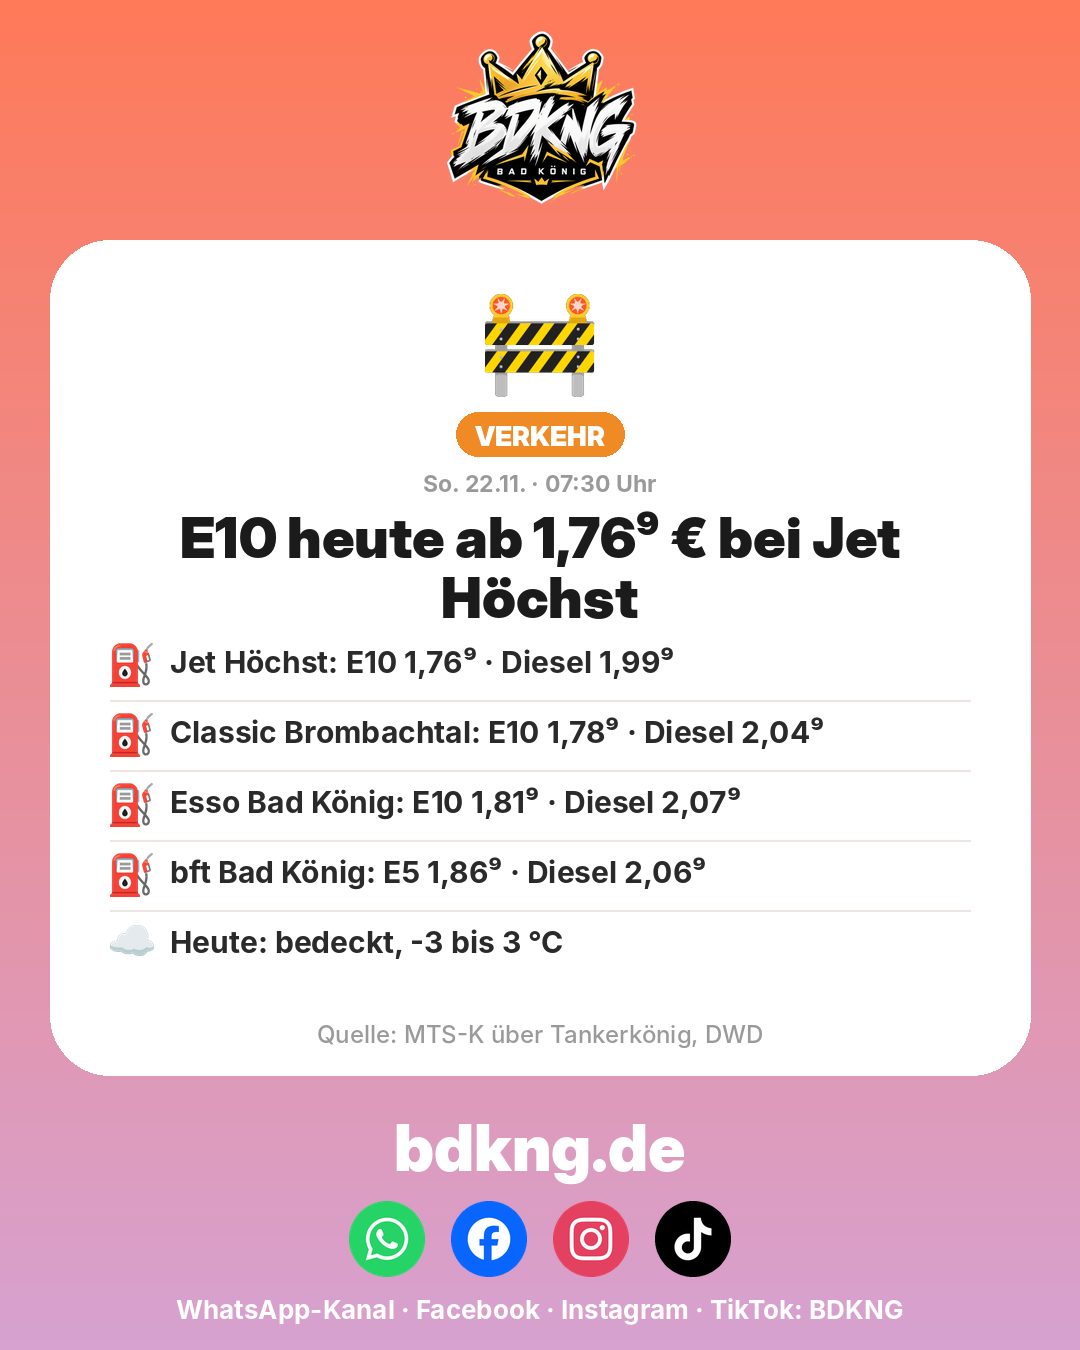 BDKNG
BAD KÖNIG
VERKEHR
So. 22.11. · 07:30 Uhr
E10 heute ab 1,76⁹ € bei Jet
Höchst
Jet Höchst: E10 1,76⁹ · Diesel 1,99⁹
Classic Brombachtal: E10 1,78⁹ · Diesel 2,04⁹
Esso Bad König: E10 1,81⁹ · Diesel 2,07⁹
bft Bad König: E5 1,86⁹ · Diesel 2,06⁹
Heute: bedeckt, -3 bis 3 °C
Quelle: MTS-K über Tankerkönig, DWD
bdkng.de
WhatsApp-Kanal · Facebook · Instagram · TikTok: BDKNG